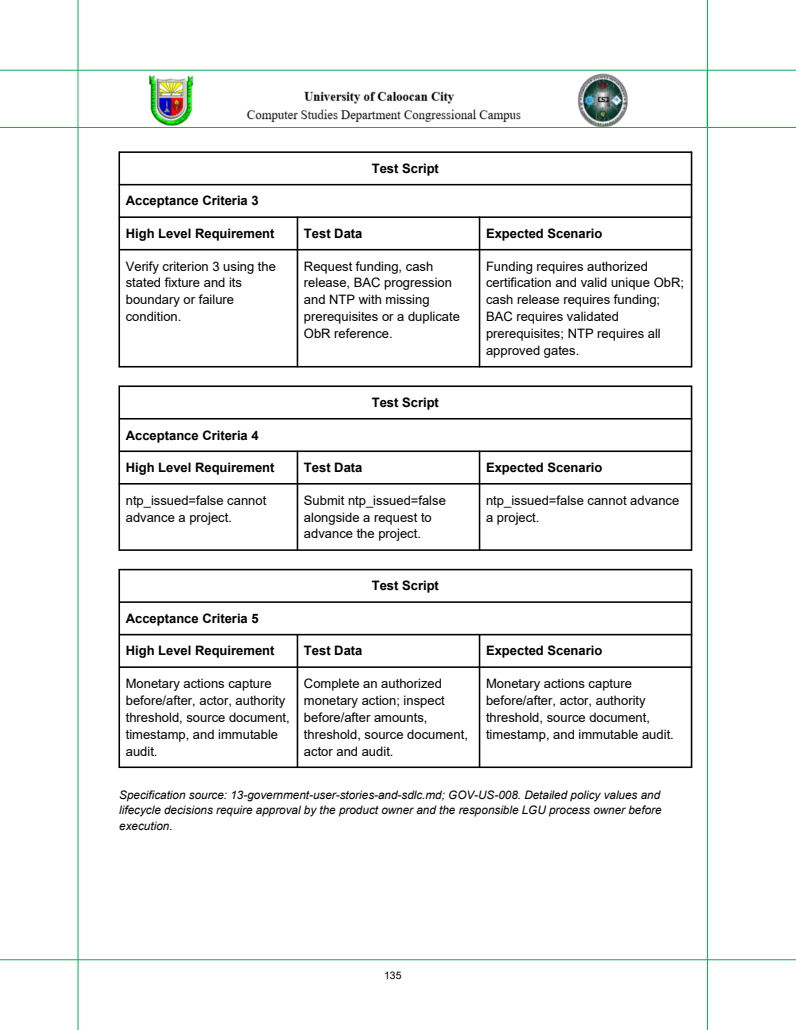 University of Caloocan City
Computer Studies Department Congressional Campus
Test Script
Acceptance Criteria 3
High Level Requirement
Test Data
Expected Scenario
Verify criterion 3 using the
stated fixture and its
boundary or failure
condition.
Request funding, cash
release, BAC progression
and NTP with missing
prerequisites or a duplicate
ObR reference.
Funding requires authorized
certification and valid unique ObR;
cash release requires funding;
BAC requires validated
prerequisites; NTP requires all
approved gates.
Test Script
Acceptance Criteria 4
High Level Requirement
Test Data
Expected Scenario
ntp_issued=false cannot
advance a project.
Submit ntp_issued=false
alongside a request to
advance the project.
ntp_issued=false cannot advance
a project.
Test Script
Acceptance Criteria 5
High Level Requirement
Test Data
Expected Scenario
Monetary actions capture
before/after, actor, authority
threshold, source document,
timestamp, and immutable
audit.
Complete an authorized
monetary action; inspect
before/after amounts,
threshold, source document,
actor and audit.
Monetary actions capture
before/after, actor, authority
threshold, source document,
timestamp, and immutable audit.
Specification source: 13-government-user-stories-and-sdlc.md; GOV-US-008. Detailed policy values and
lifecycle decisions require approval by the product owner and the responsible LGU process owner before
execution.
135